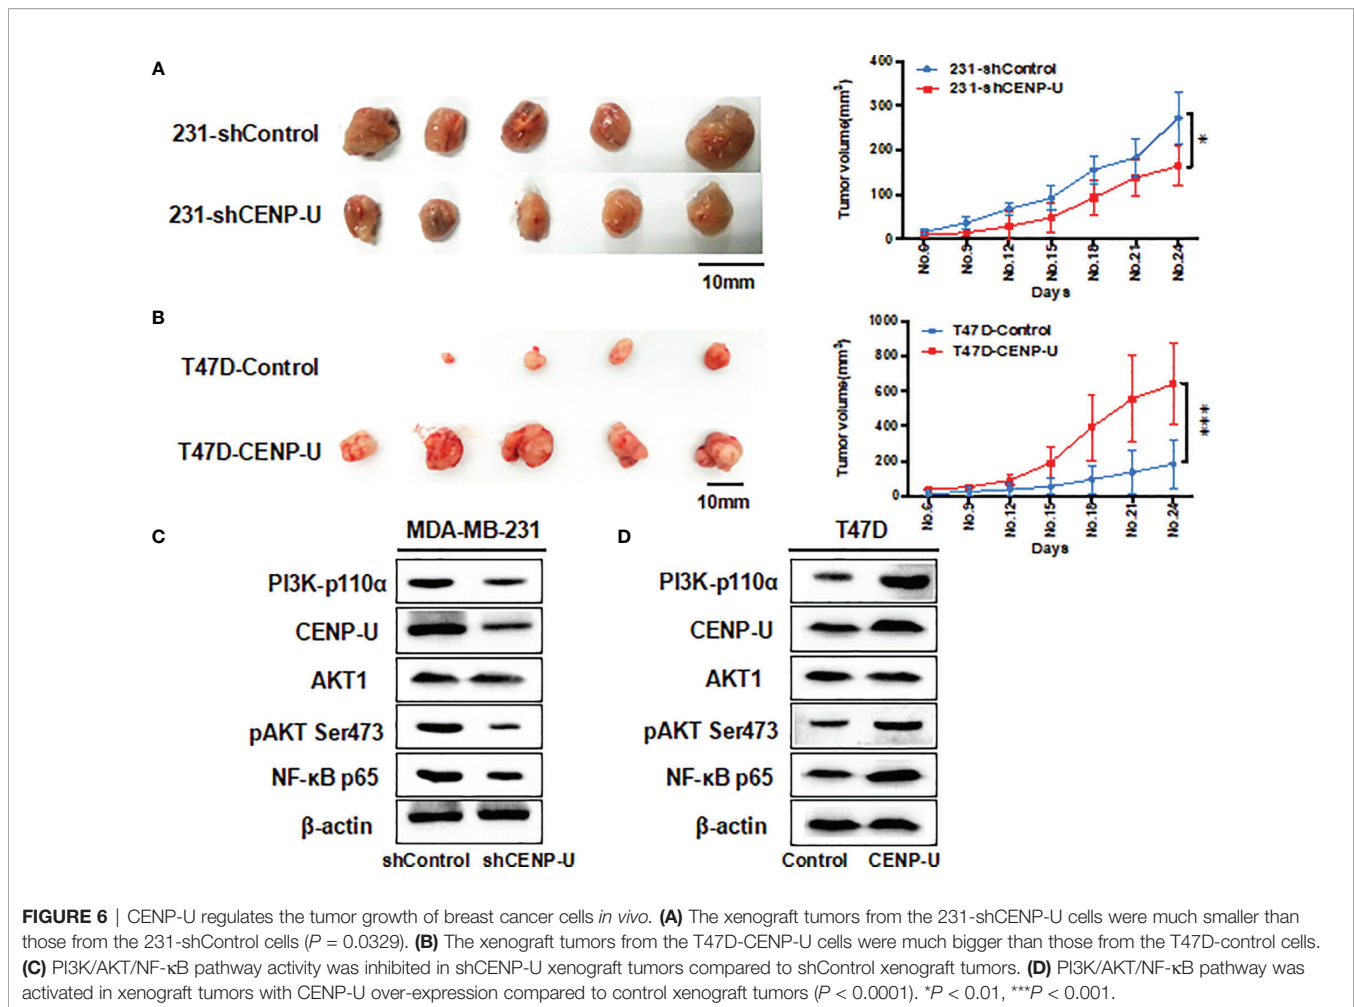 A
231-shControl
231-shCENP-U
10mm
400
300
200
100
0
Tumor volume(mm³)
231-shControl
231-shCENP-U
*
No.6
No.9
No.12
No.15
No.18
No.21
No.24
Days
B
T47D-Control
T47D-CENP-U
10mm
1000
800
600
400
200
0
Tumor volume(mm³)
T47D-Control
T47D-CENP-U
***
No.6
No.9
No.12
No.15
No.18
No.21
No.24
Days
C
MDA-MB-231
PI3K-p110α
CENP-U
AKT1
pAKT Ser473
NF-κB p65
β-actin
shControl shCENP-U
D
T47D
PI3K-p110α
CENP-U
AKT1
pAKT Ser473
NF-κB p65
β-actin
Control CENP-U
FIGURE 6 | CENP-U regulates the tumor growth of breast cancer cells in vivo. (A) The xenograft tumors from the 231-shCENP-U cells were much smaller than
those from the 231-shControl cells (P = 0.0329). (B) The xenograft tumors from the T47D-CENP-U cells were much bigger than those from the T47D-control cells.
(C) PI3K/AKT/NF-κB pathway activity was inhibited in shCENP-U xenograft tumors compared to shControl xenograft tumors. (D) PI3K/AKT/NF-κB pathway was
activated in xenograft tumors with CENP-U over-expression compared to control xenograft tumors (P < 0.0001). *P < 0.01, ***P < 0.001.